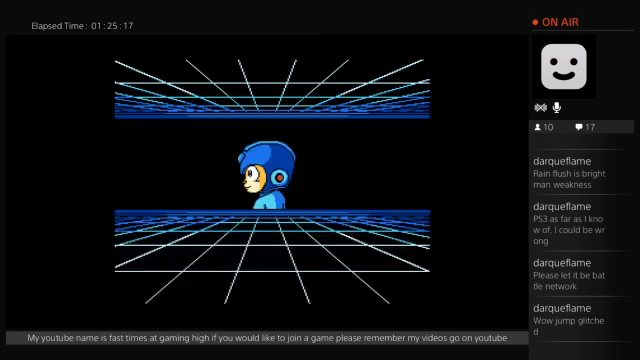 Elapsed Time : 01 : 25 : 17
ON AIR
10
17
darqueflame
Rain flush is bright
man weakness
darqueflame
PS3 as far as I kno
w of, I could be wr
ong
darqueflame
Please let it be bat
tle network
darqueflame
Wow jump glitche
d
My youtube name is fast times at gaming high if you would like to join a game please remember my videos go on youtube